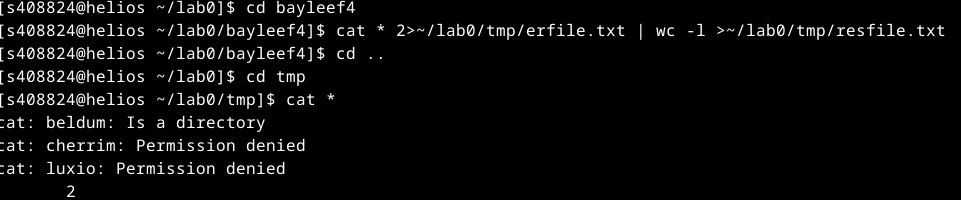 [s408824@helios ~/lab0]$ cd bayleef4
[s408824@helios ~/lab0/bayleef4]$ cat * 2>~/lab0/tmp/erfile.txt | wc -l >~/lab0/tmp/resfile.txt
[s408824@helios ~/lab0/bayleef4]$ cd ..
[s408824@helios ~/lab0]$ cd tmp
[s408824@helios ~/lab0/tmp]$ cat *
cat: beldum: Is a directory
cat: cherrim: Permission denied
cat: luxio: Permission denied
2